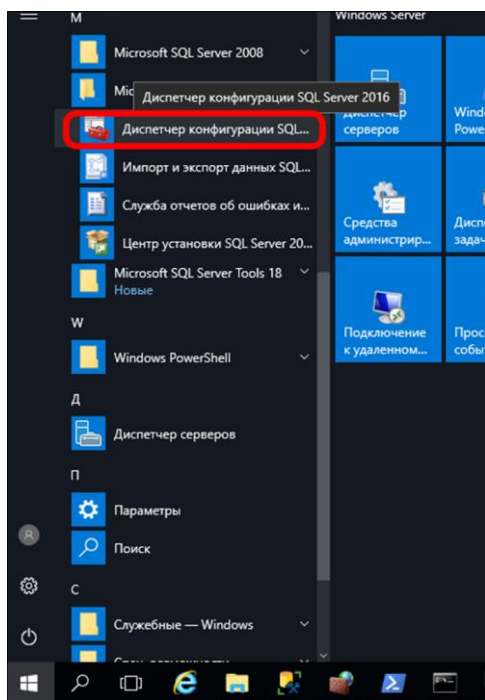 M
Windows Server
Microsoft SQL Server 2008
Mic
Диспетчер конфигурации SQL Server 2016
Диспетчер
серверов
Wind
Powe
Диспетчер конфигурации SQL...
Импорт и экспорт данных SQL...
Служба отчетов об ошибках и...
Центр установки SQL Server 20...
Средства
администрир...
Дисп
задач
Microsoft SQL Server Tools 18
Новые
Подключение
к удаленном...
Прос
собы
W
Windows PowerShell
Д
Диспетчер серверов
П
Параметры
Поиск
С
Служебные — Windows